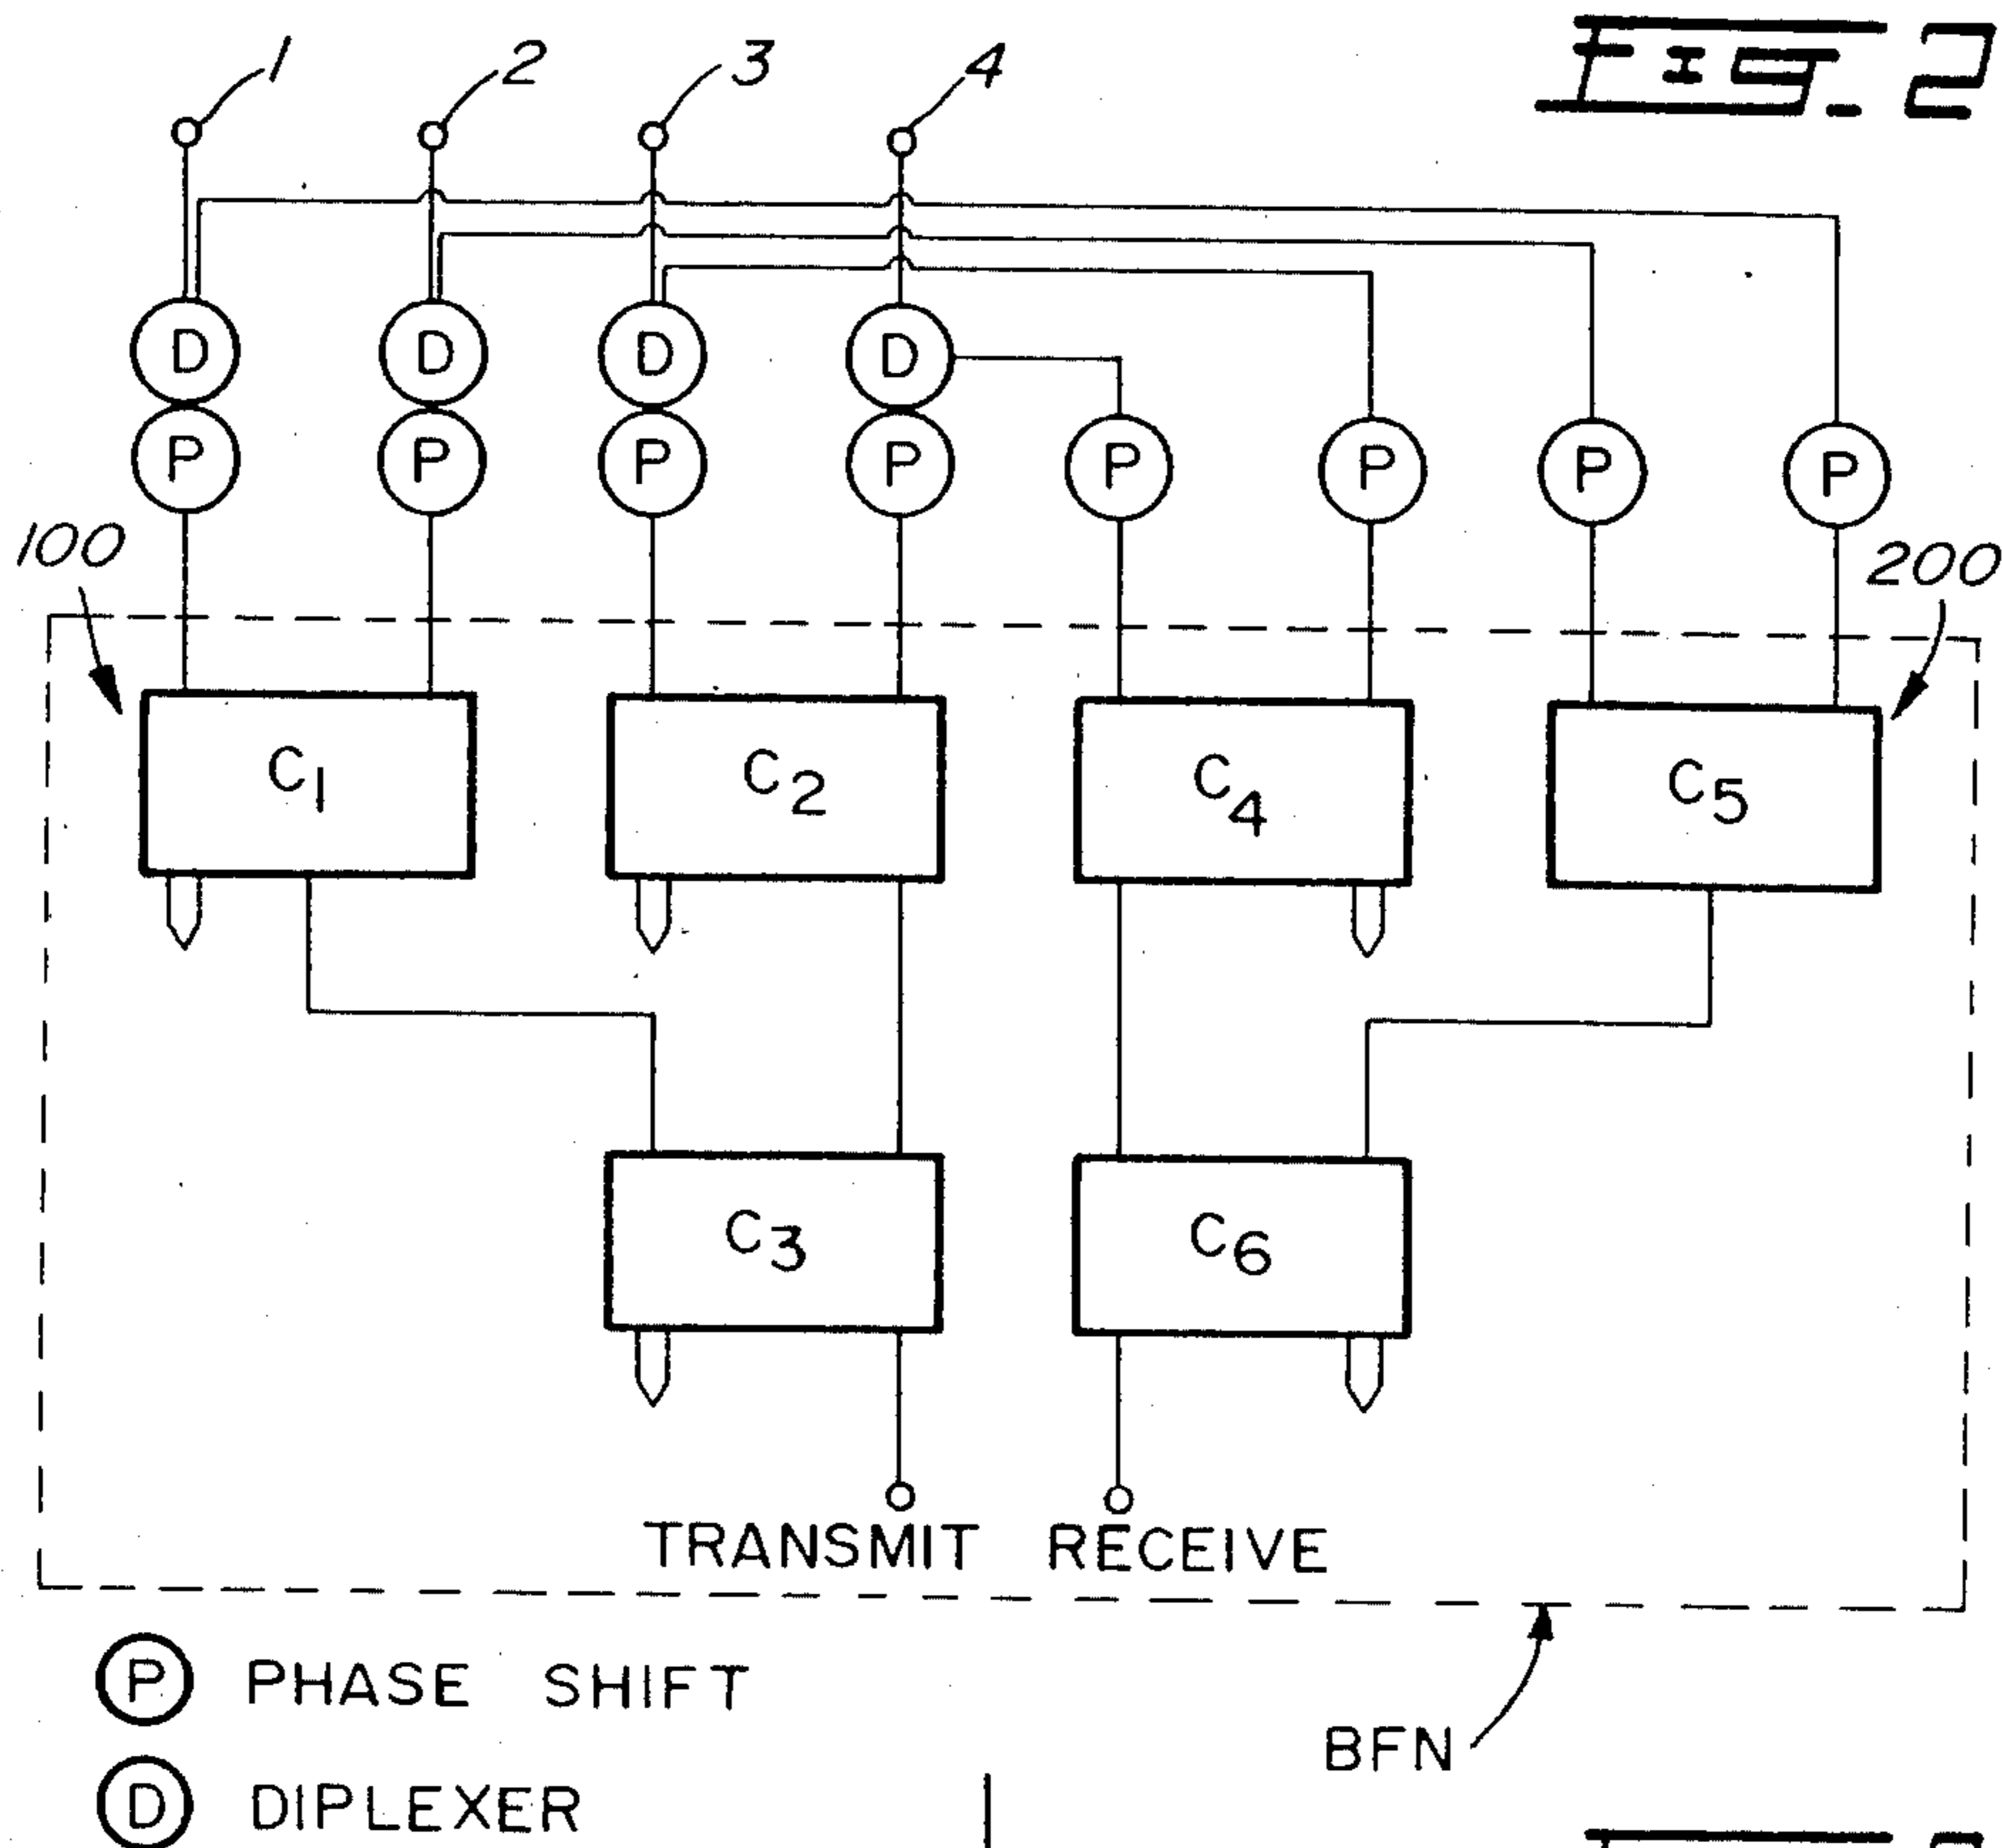 FIG. 2
1 2 3 4
D D D D
P P P P P P P P
100
200
C1 C2 C4 C5
C3 C6
TRANSMIT RECEIVE
P PHASE SHIFT
BFN
D DIPLEXER